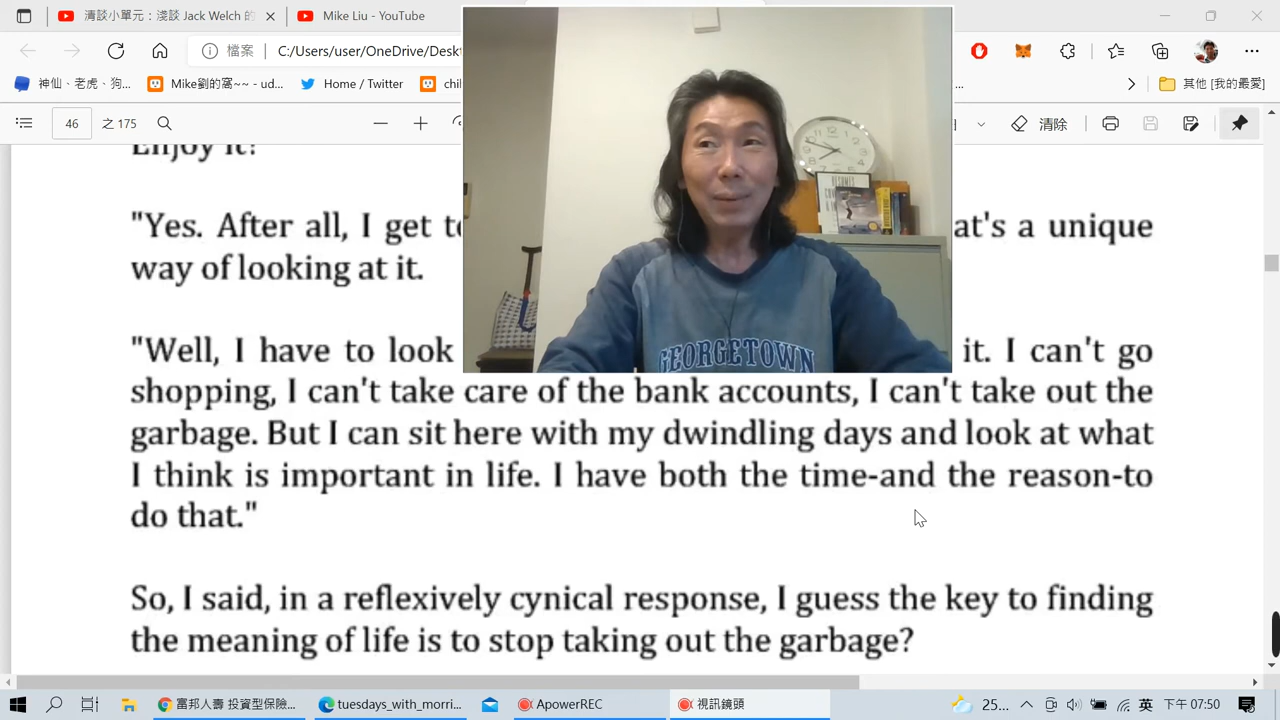 清談小單元：淺談 Jack Welch 的
Mike Liu - YouTube
檔案
C:/Users/user/OneDrive/Desk
神仙、老虎、狗...
Mike劉的窩~~ - ud...
Home / Twitter
chi
其他 [我的最愛]
46 之 175
清除
Enjoy it!
"Yes. After all, I get to
at's a unique
way of looking at it.
"Well, I have to look
it. I can't go
shopping, I can't take care of the bank accounts, I can't take out the
garbage. But I can sit here with my dwindling days and look at what
I think is important in life. I have both the time-and the reason-to
do that."
So, I said, in a reflexively cynical response, I guess the key to finding
the meaning of life is to stop taking out the garbage?
GEORGETOWN
富邦人壽 投資型保險...
tuesdays_with_morri...
ApowerREC
視訊鏡頭
25...
英
下午 07:50